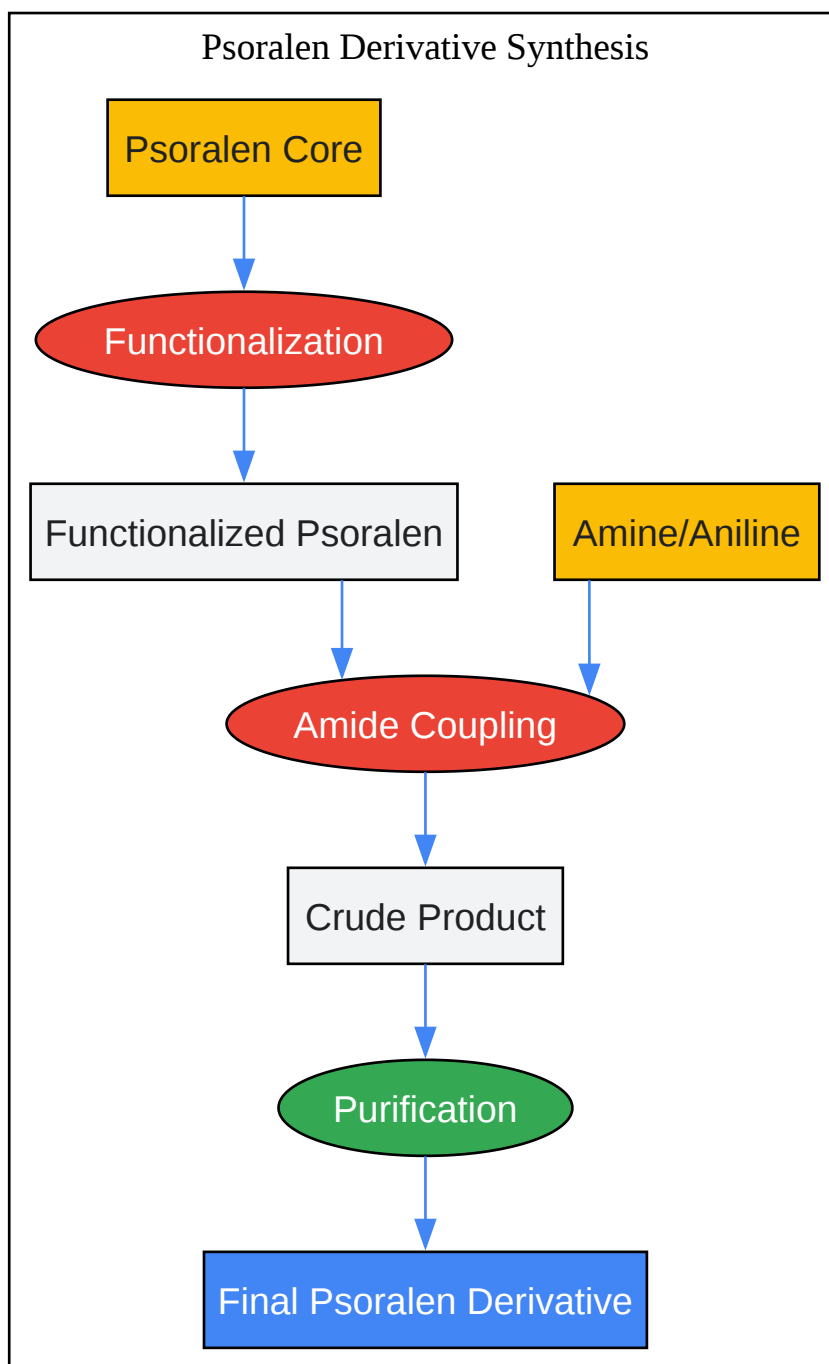 Psoralen Derivative Synthesis
Psoralen Core
Functionalization
Functionalized Psoralen
Amine/Aniline
Amide Coupling
Crude Product
Purification
Final Psoralen Derivative